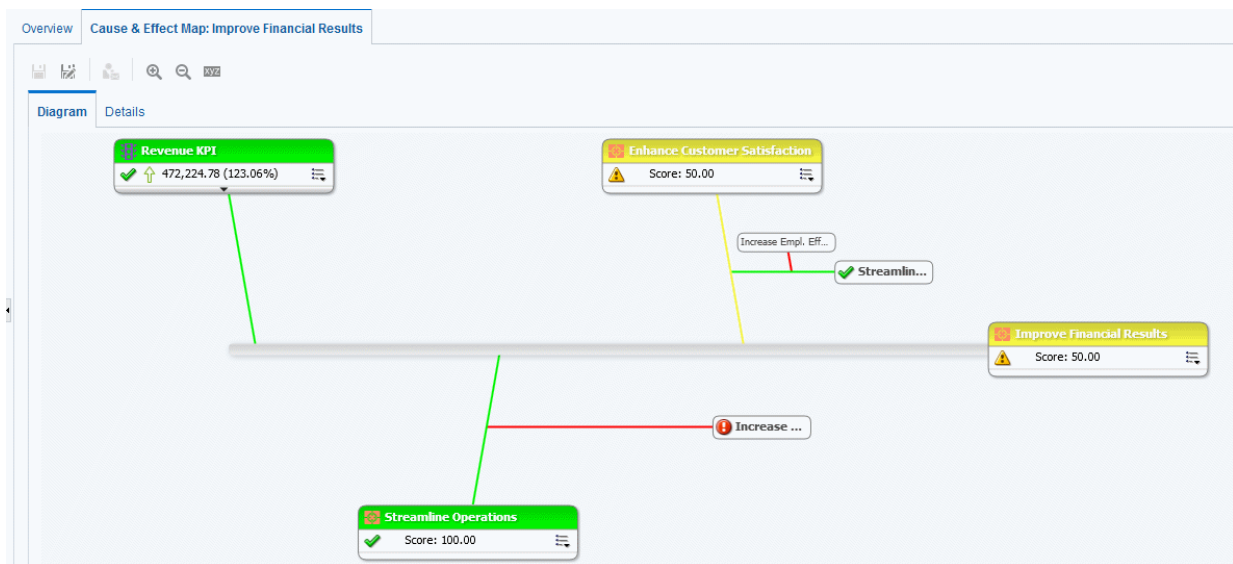 Overview
Cause & Effect Map: Improve Financial Results
xyz
Diagram
Details
Revenue KPI
472,224.78 (123.06%)
Enhance Customer Satisfaction
Score: 50.00
Increase Empl. Eff...
Streamlin...
Improve Financial Results
Score: 50.00
Increase ...
Streamline Operations
Score: 100.00